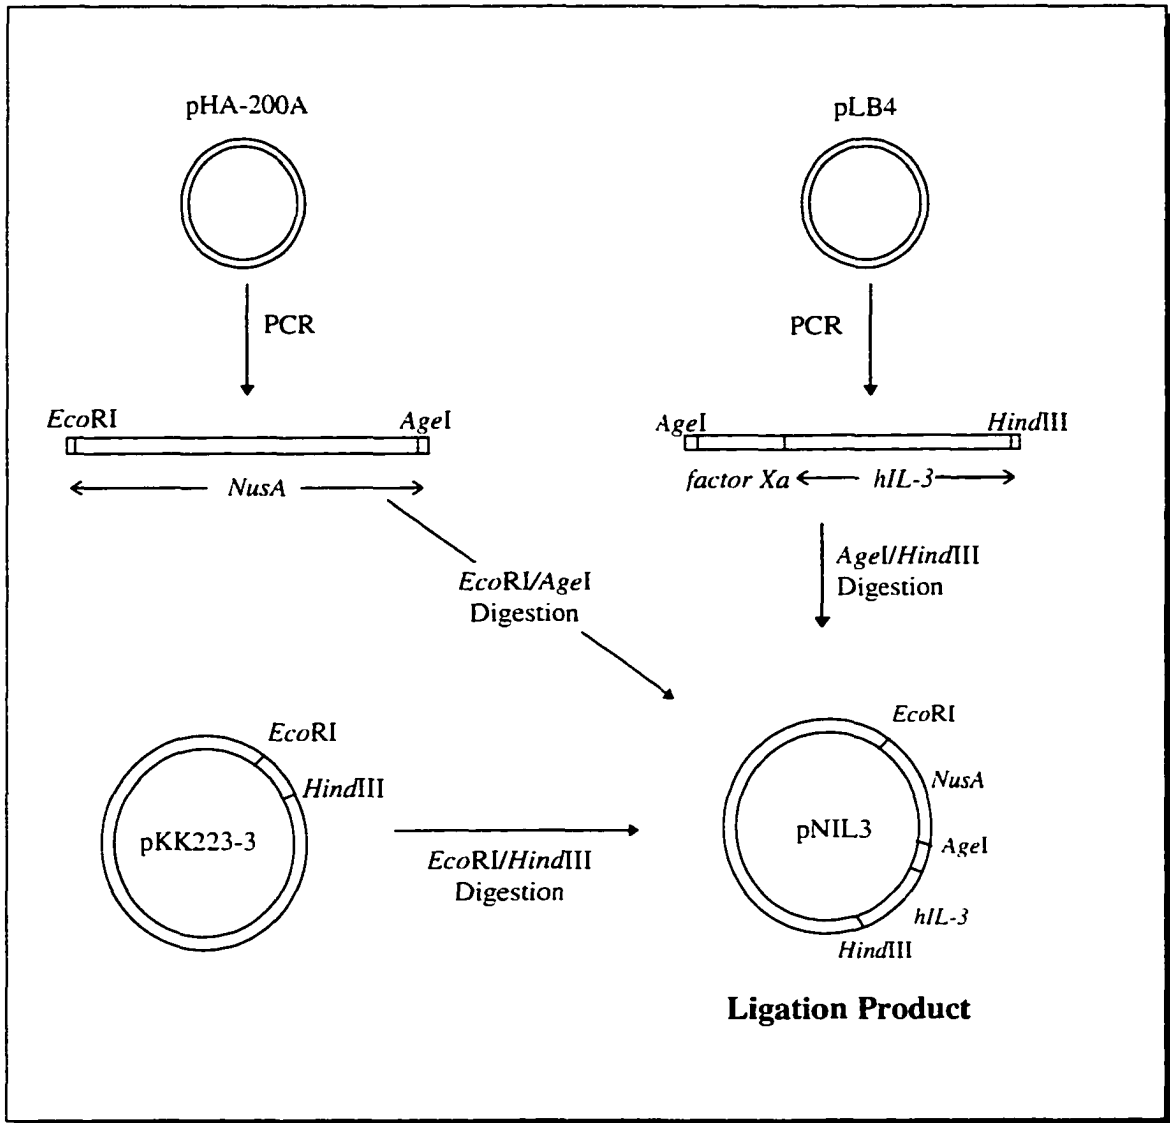 pHA-200A
pLB4
PCR
PCR
EcoRI
AgeI
AgeI
HindIII
NusA
factor Xa
hIL-3
EcoRI/AgeI
Digestion
AgeI/HindIII
Digestion
EcoRI
HindIII
pKK223-3
EcoRI/HindIII
Digestion
EcoRI
NusA
pNIL3
AgeI
hIL-3
HindIII
Ligation Product